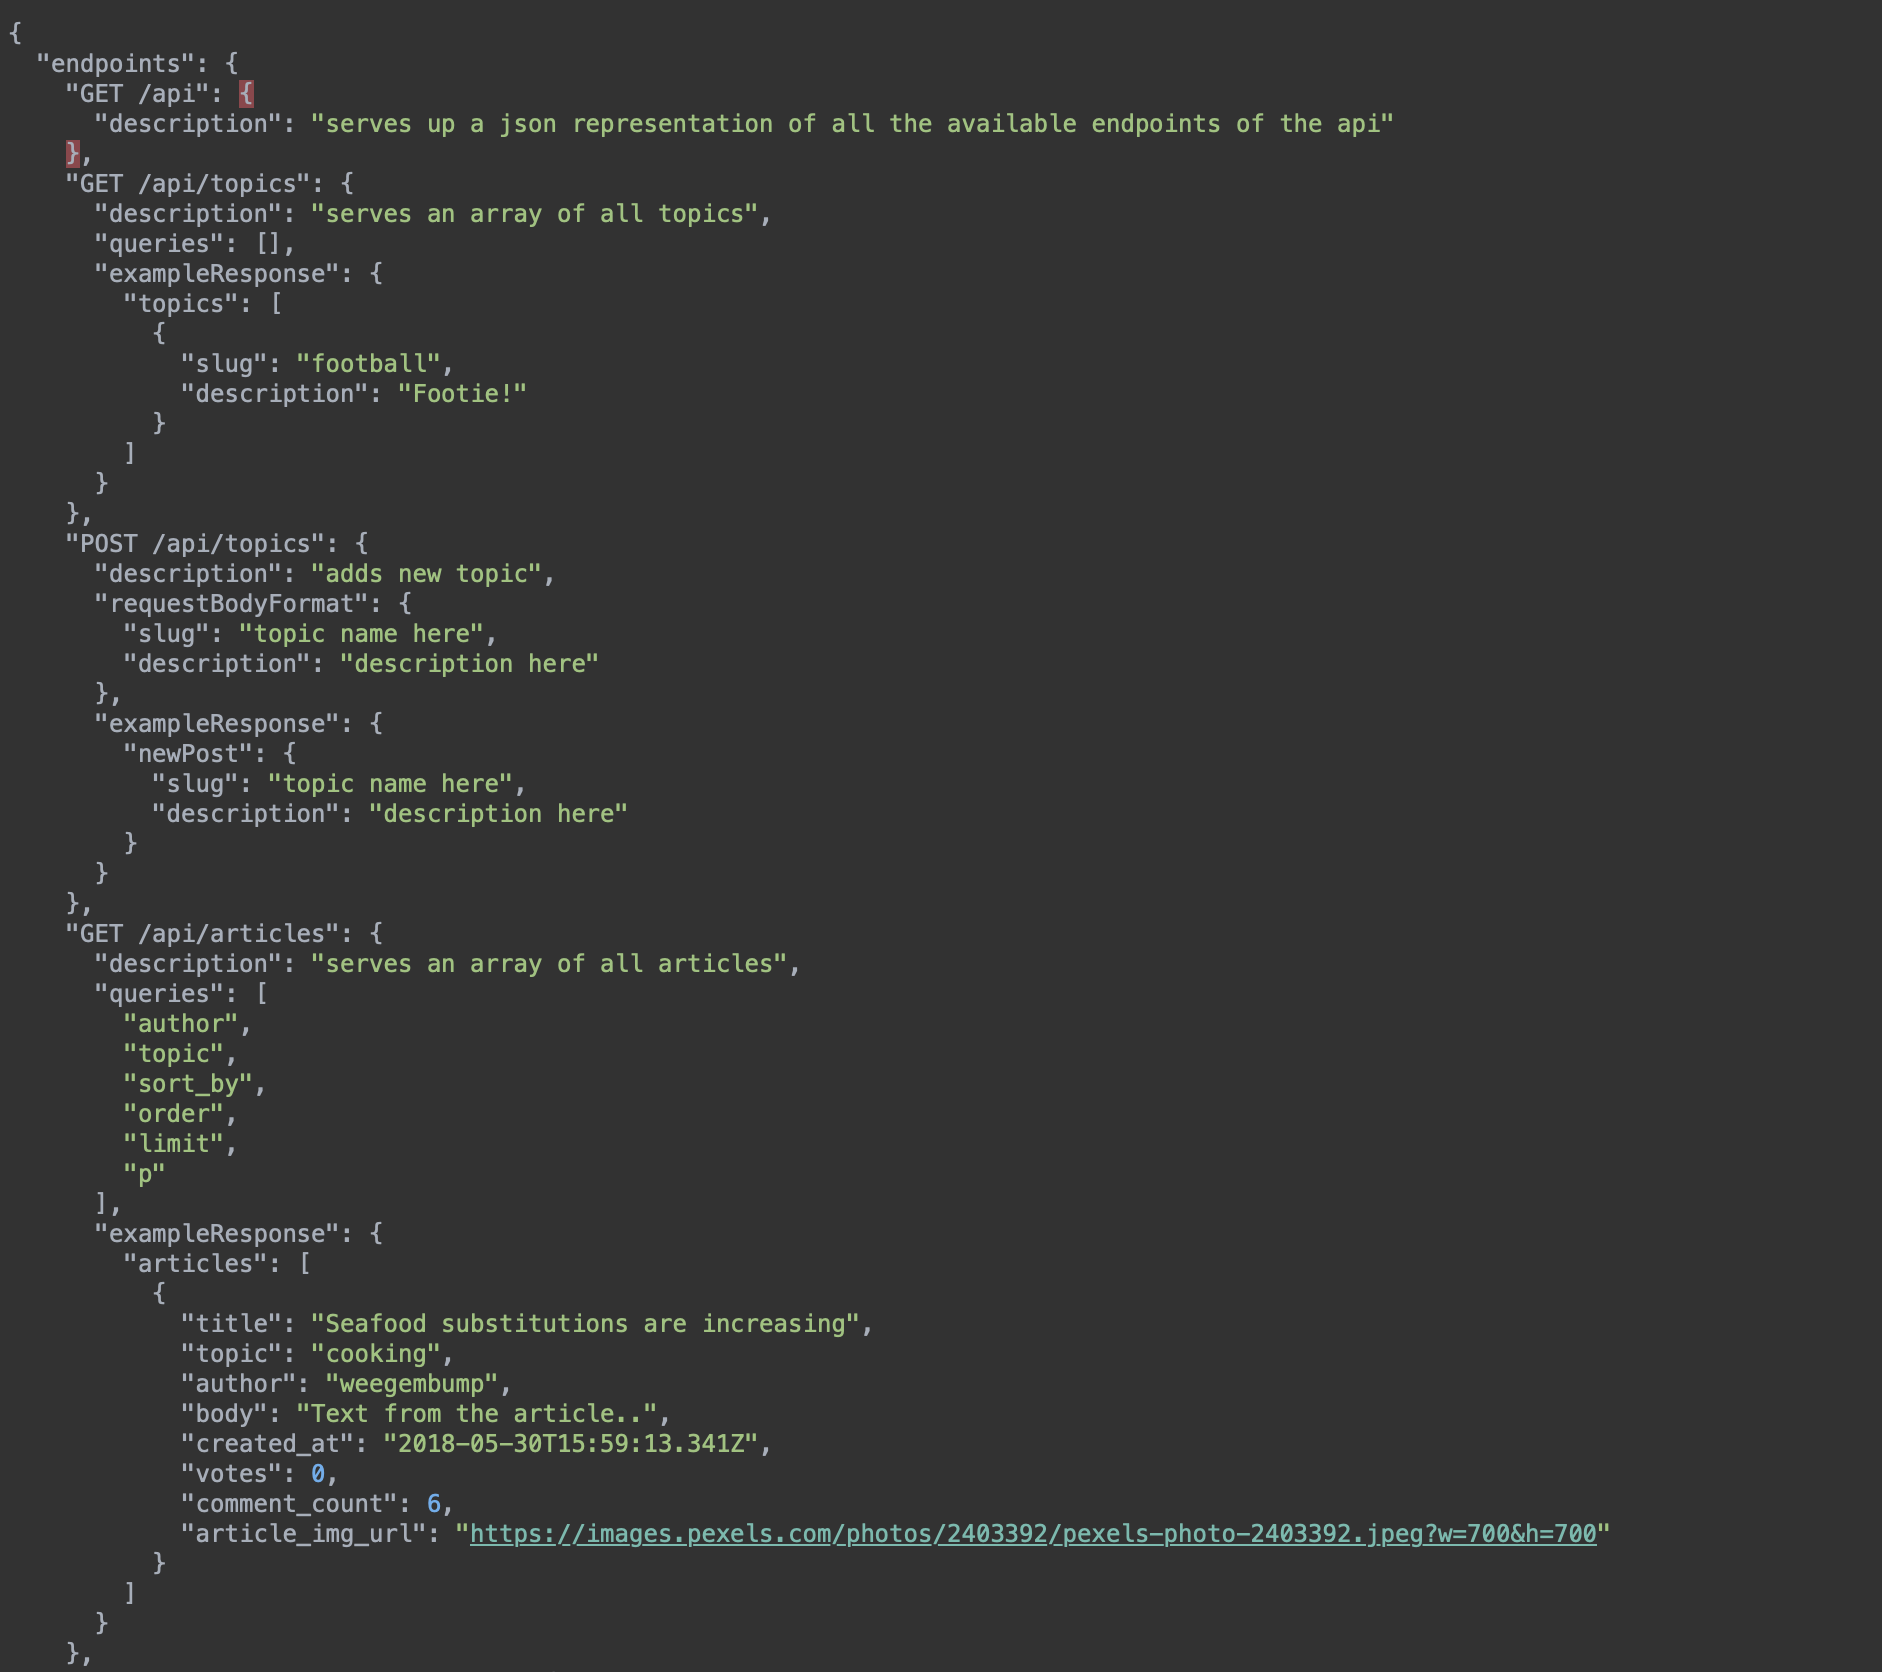 {
  "endpoints": {
    "GET /api": {
      "description": "serves up a json representation of all the available endpoints of the api"
    },
    "GET /api/topics": {
      "description": "serves an array of all topics",
      "queries": [],
      "exampleResponse": {
        "topics": [
          {
            "slug": "football",
            "description": "Footie!"
          }
        ]
      }
    },
    "POST /api/topics": {
      "description": "adds new topic",
      "requestBodyFormat": {
        "slug": "topic name here",
        "description": "description here"
      },
      "exampleResponse": {
        "newPost": {
          "slug": "topic name here",
          "description": "description here"
        }
      }
    },
    "GET /api/articles": {
      "description": "serves an array of all articles",
      "queries": [
        "author",
        "topic",
        "sort_by",
        "order",
        "limit",
        "p"
      ],
      "exampleResponse": {
        "articles": [
          {
            "title": "Seafood substitutions are increasing",
            "topic": "cooking",
            "author": "weegembump",
            "body": "Text from the article..",
            "created_at": "2018-05-30T15:59:13.341Z",
            "votes": 0,
            "comment_count": 6,
            "article_img_url": "https://images.pexels.com/photos/2403392/pexels-photo-2403392.jpeg?w=700&h=700"
          }
        ]
      }
    },